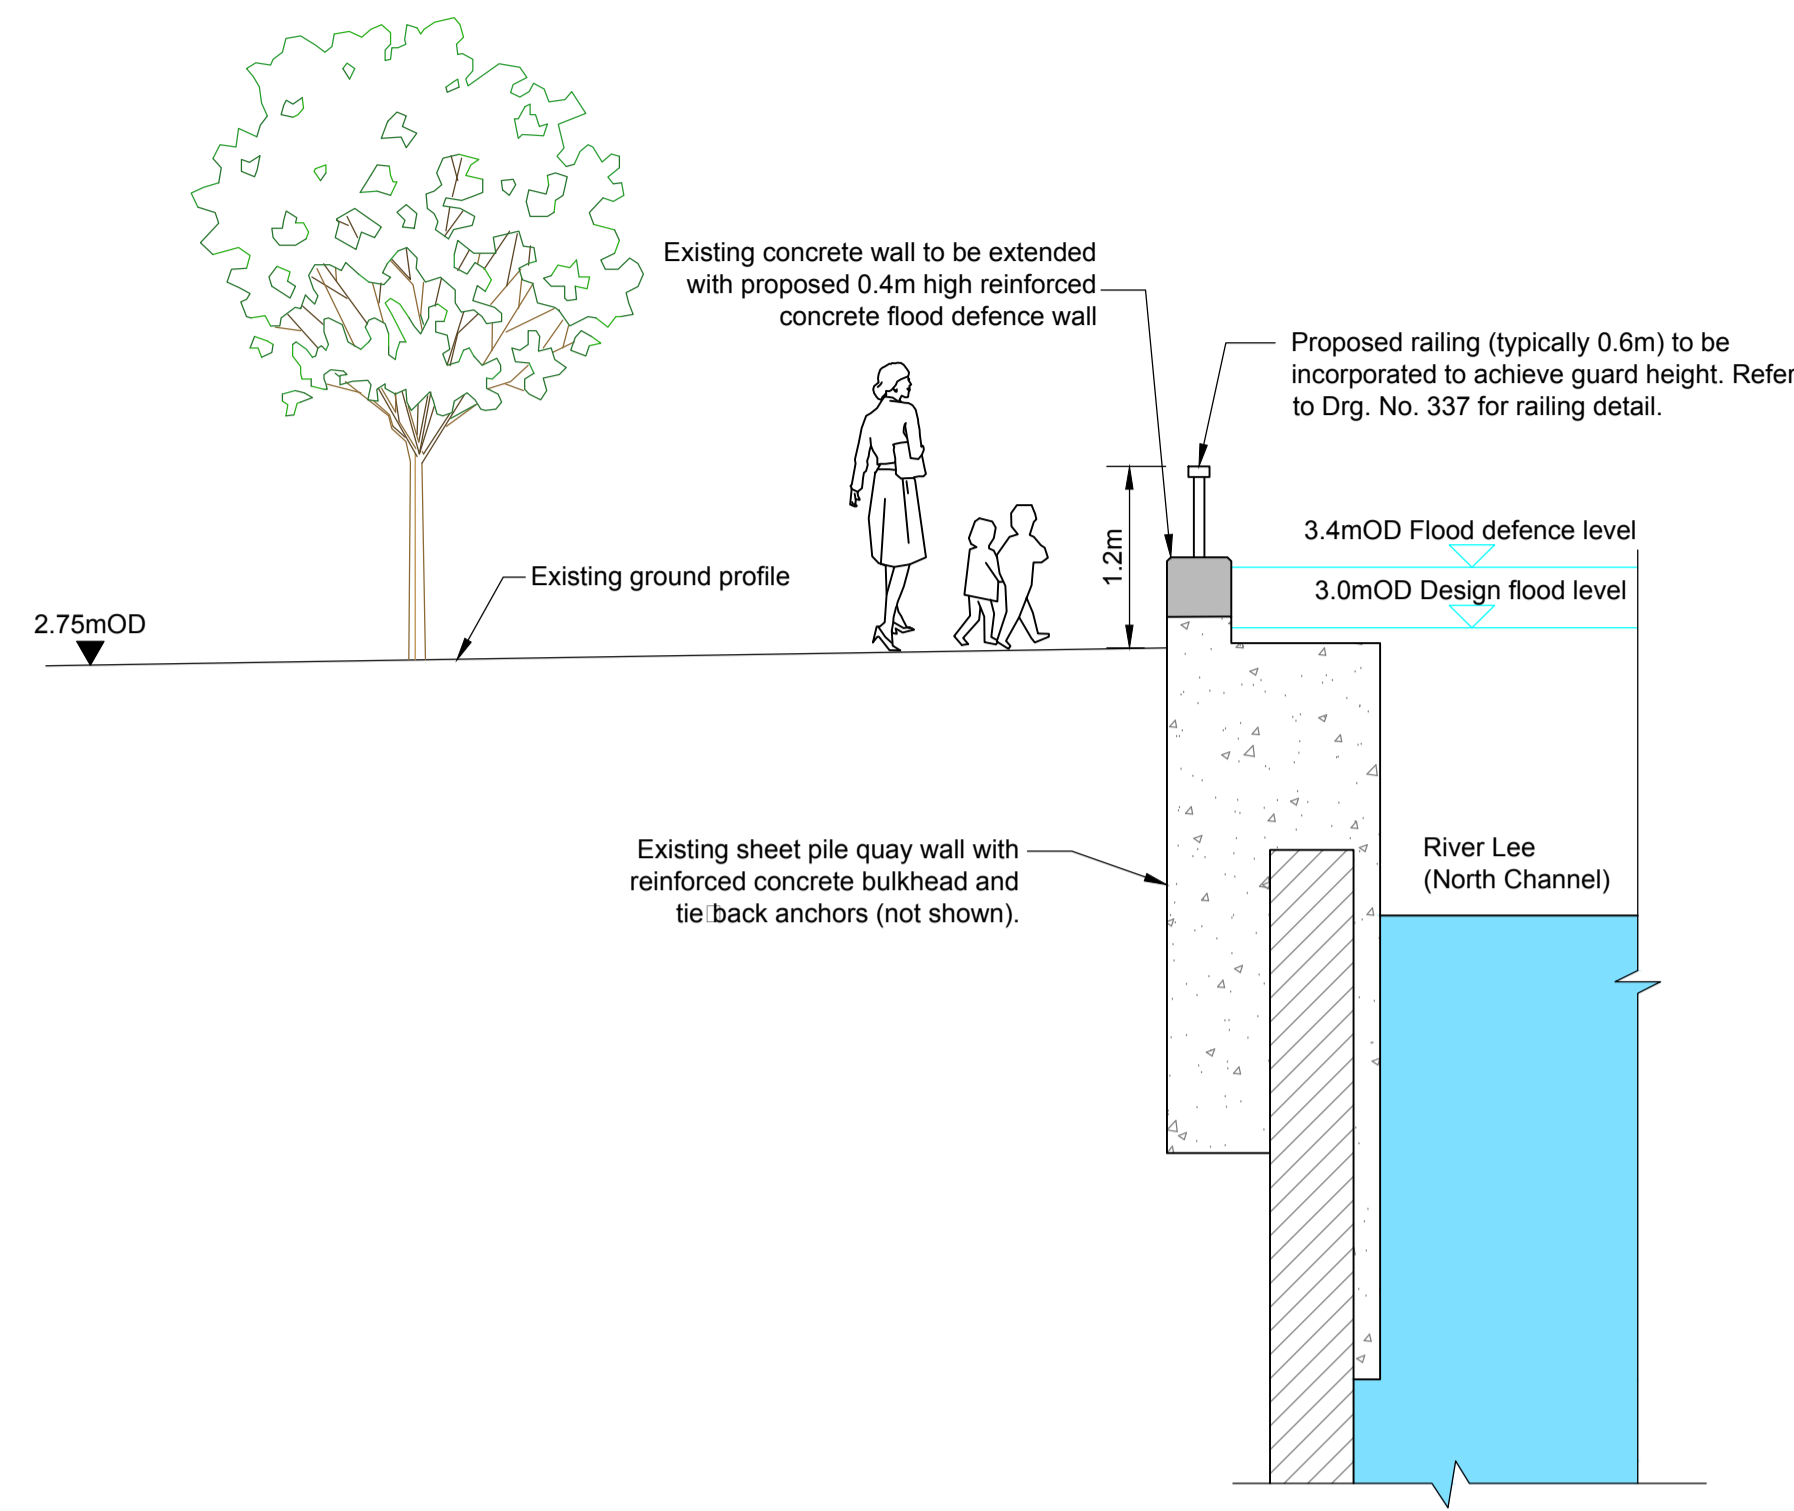 Existing concrete wall to be extended
with proposed 0.4m high reinforced
concrete flood defence wall
Proposed railing (typically 0.6m) to be
incorporated to achieve guard height. Refer
to Drg. No. 337 for railing detail.
1.2m
3.4mOD Flood defence level
3.0mOD Design flood level
Existing ground profile
2.75mOD
Existing sheet pile quay wall with
reinforced concrete bulkhead and
tie□back anchors (not shown).
River Lee
(North Channel)